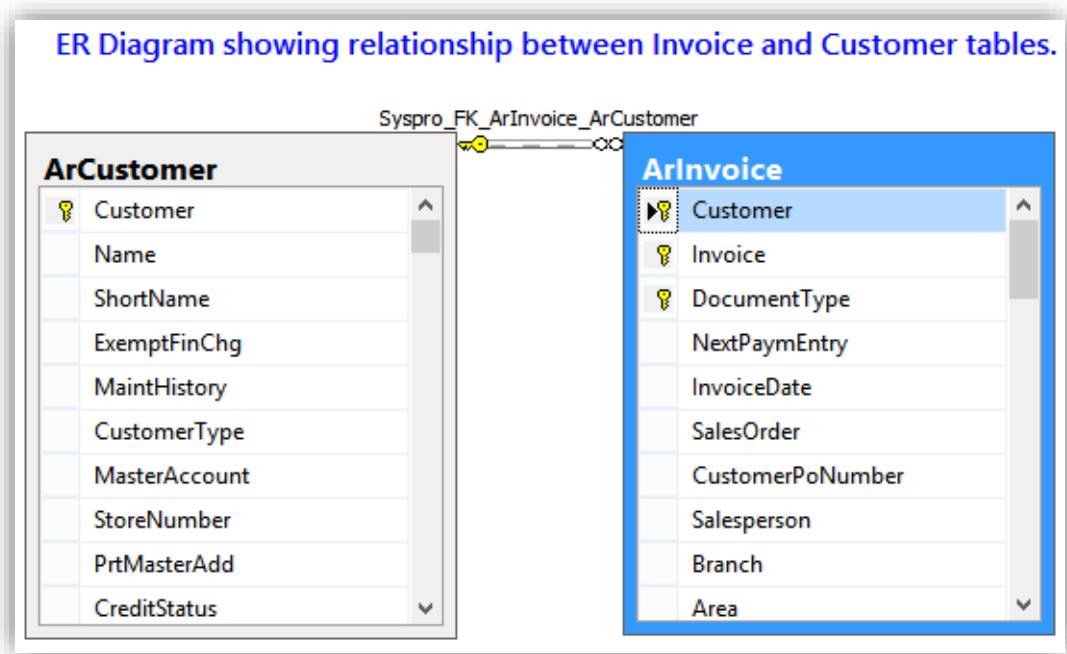 ER Diagram showing relationship between Invoice and Customer tables.
Syspro_FK_ArInvoice_ArCustomer
ArCustomer
Customer
Name
ShortName
ExemptFinChg
MaintHistory
CustomerType
MasterAccount
StoreNumber
PrtMasterAdd
CreditStatus
ArInvoice
Customer
Invoice
DocumentType
NextPaymEntry
InvoiceDate
SalesOrder
CustomerPoNumber
Salesperson
Branch
Area